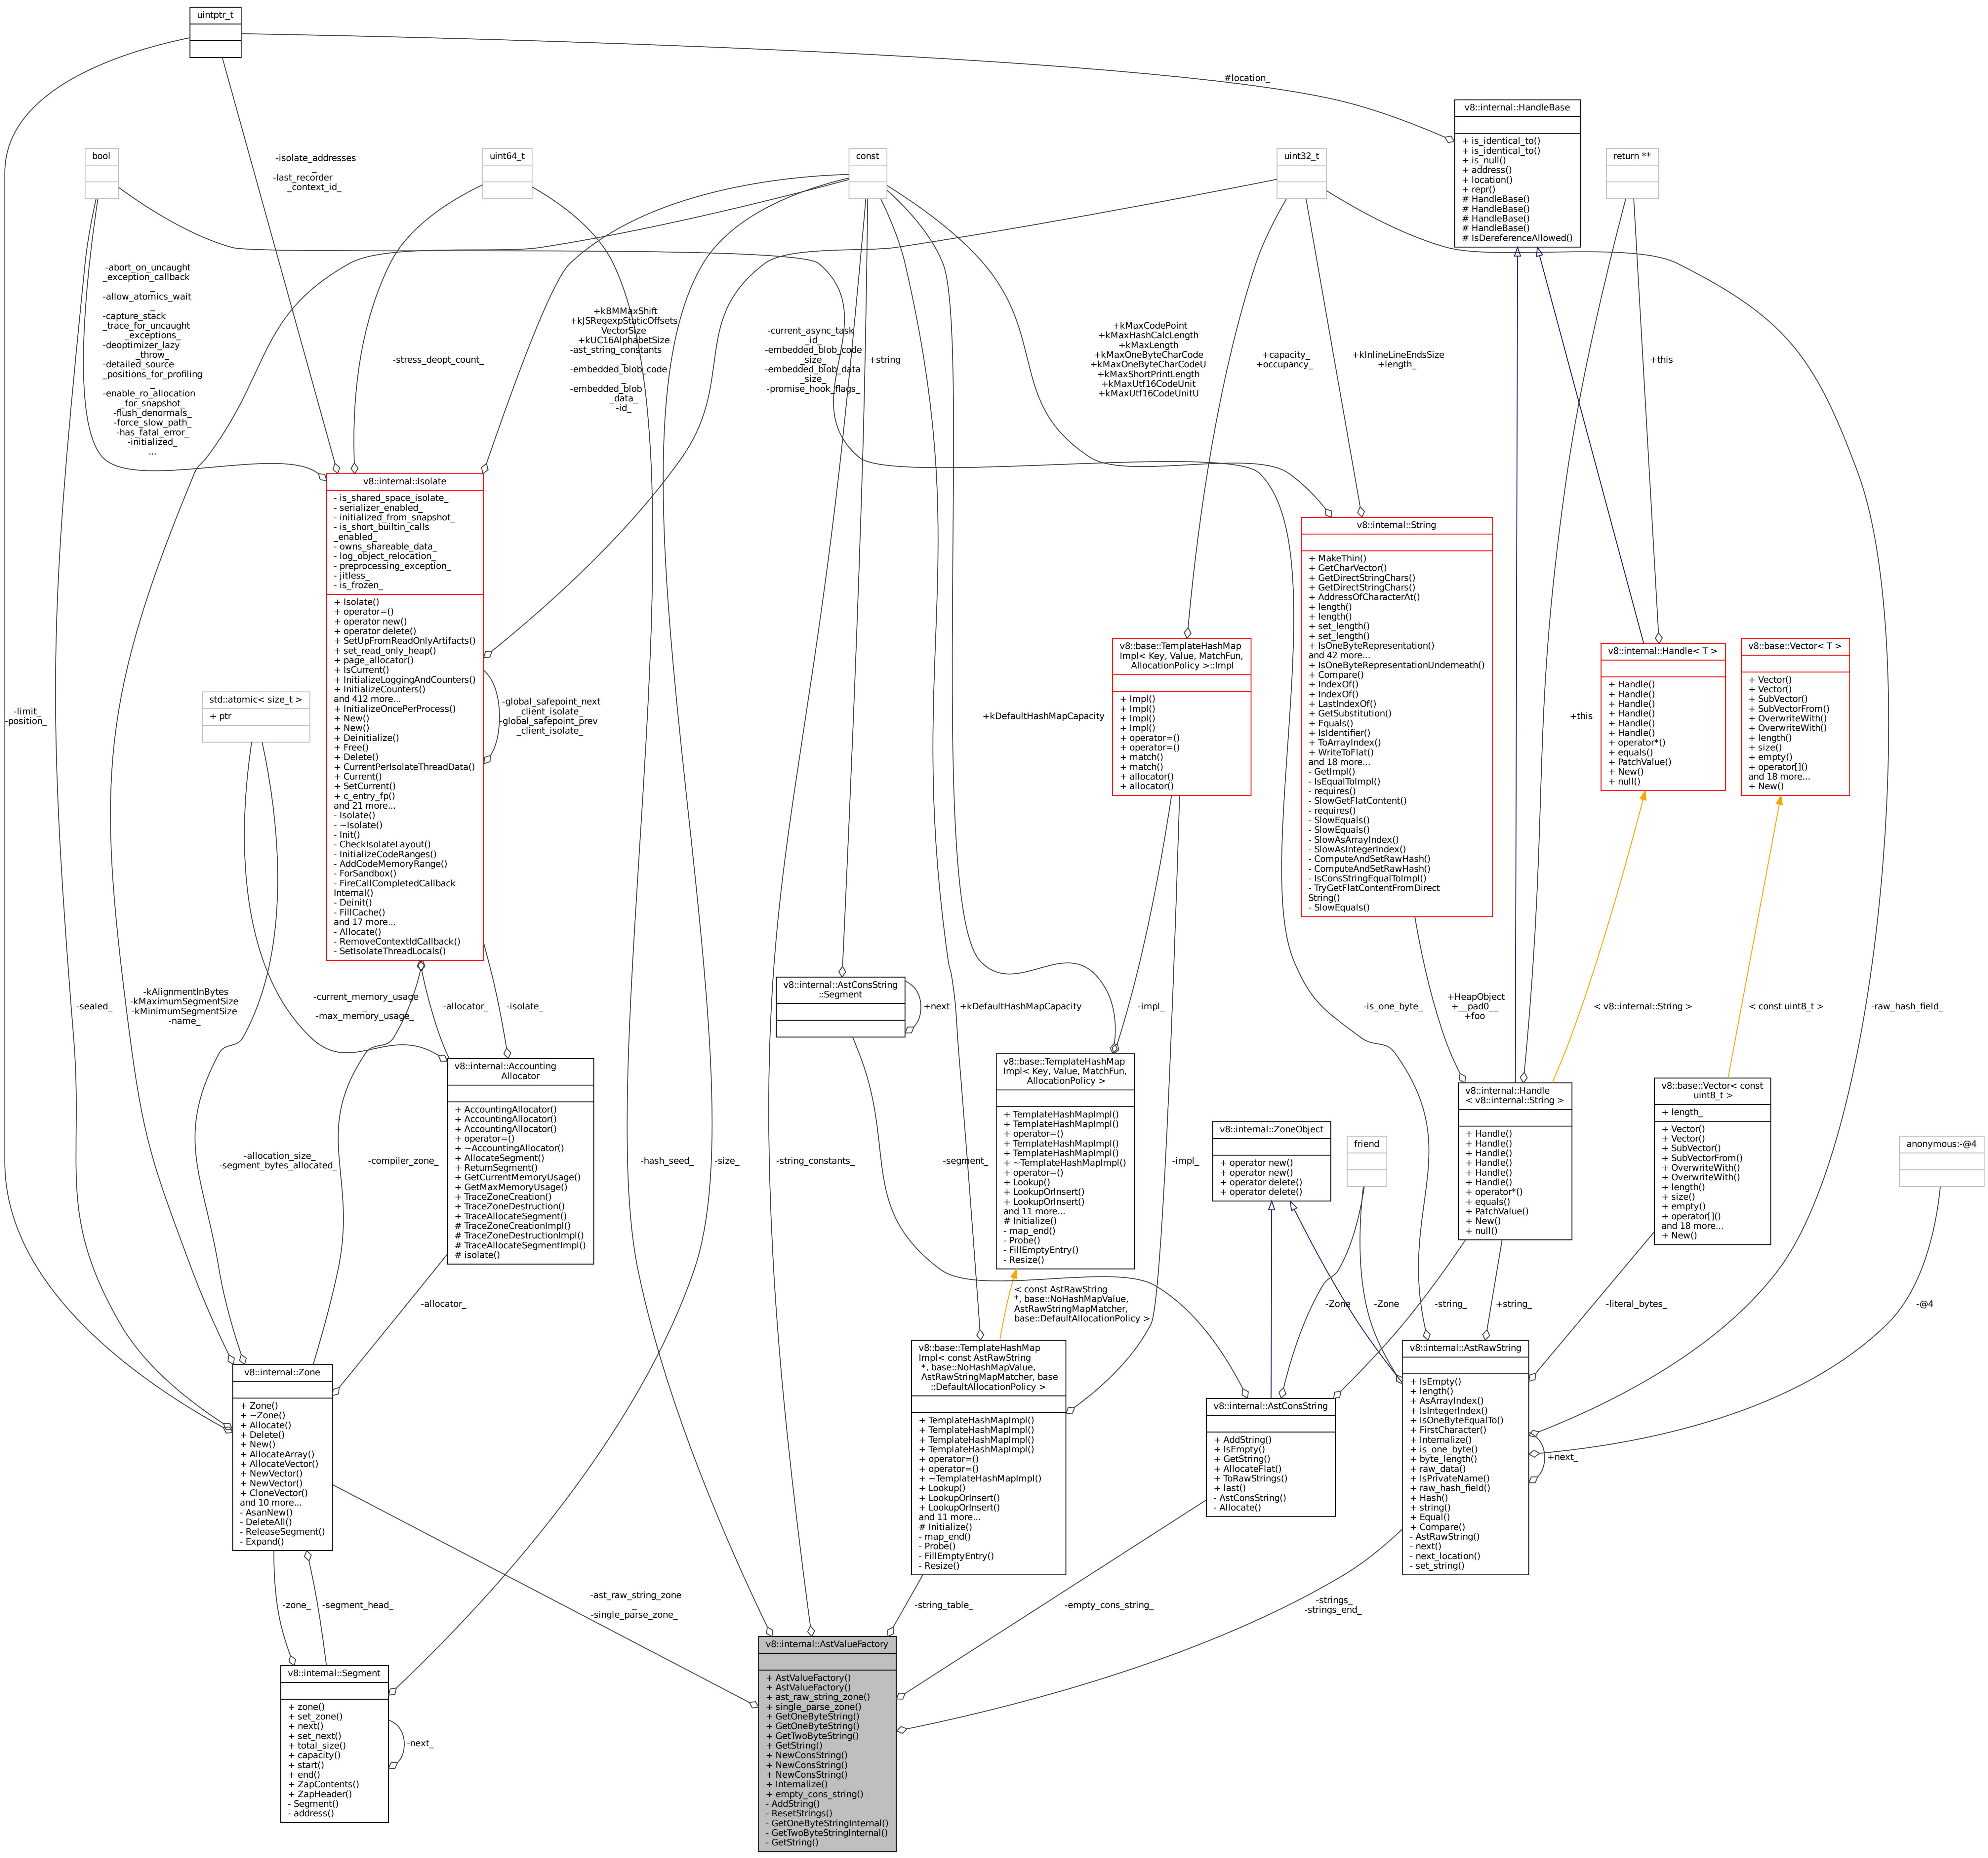 uintptr_t
#location_
v8::internal::HandleBase
+ is_identical_to()
+ is_identical_to()
+ is_null()
+ address()
+ location()
+ repr()
# HandleBase()
# HandleBase()
# HandleBase()
# HandleBase()
# IsDereferenceAllowed()
bool
uint64_t
const
uint32_t
return **
-isolate_addresses
_
-last_recorder
_context_id_
-abort_on_uncaught
_exception_callback
_
-allow_atomics_wait
_
-capture_stack
_trace_for_uncaught
_exceptions_
-deoptimizer_lazy
_throw_
-detailed_source
_positions_for_profiling
_
-enable_ro_allocation
_for_snapshot_
-flush_denormals_
-force_slow_path_
-has_fatal_error_
-initialized_
...
-stress_deopt_count_
+kBMMaxShift
+kJSRegexpStaticOffsets
VectorSize
+kUC16AlphabetSize
-ast_string_constants
_
-embedded_blob_code
_
-embedded_blob
_data_
-id_
-current_async_task
_id_
-embedded_blob_code
_size_
-embedded_blob_data
_size_
-promise_hook_flags_
+string
+kMaxCodePoint
+kMaxHashCalcLength
+kMaxLength
+kMaxOneByteCharCode
+kMaxOneByteCharCodeU
+kMaxShortPrintLength
+kMaxUtf16CodeUnit
+kMaxUtf16CodeUnitU
+capacity_
+occupancy_
+kInlineLineEndsSize
+length_
+this
v8::internal::Isolate
- is_shared_space_isolate_
- serializer_enabled_
- initialized_from_snapshot_
- is_short_builtin_calls
_enabled_
- owns_shareable_data_
- log_object_relocation_
- preprocessing_exception_
- jitless_
- is_frozen_
+ Isolate()
+ operator=()
+ operator new()
+ operator delete()
+ SetUpFromReadOnlyArtifacts()
+ set_read_only_heap()
+ page_allocator()
+ IsCurrent()
+ InitializeLoggingAndCounters()
+ InitializeCounters()
and 412 more...
+ InitializeOncePerProcess()
+ New()
+ New()
+ Deinitialize()
+ Free()
+ Delete()
+ CurrentPerIsolateThreadData()
+ Current()
+ SetCurrent()
+ c_entry_fp()
and 21 more...
- Isolate()
- ~Isolate()
- Init()
- CheckIsolateLayout()
- InitializeCodeRanges()
- AddCodeMemoryRange()
- ForSandbox()
- FireCallCompletedCallback
Internal()
- Deinit()
- FillCache()
and 17 more...
- Allocate()
- RemoveContextIdCallback()
- SetIsolateThreadLocals()
v8::internal::String
+ MakeThin()
+ GetCharVector()
+ GetDirectStringChars()
+ GetDirectStringChars()
+ AddressOfCharacterAt()
+ length()
+ length()
+ set_length()
+ set_length()
+ IsOneByteRepresentation()
and 42 more...
+ IsOneByteRepresentationUnderneath()
+ Compare()
+ IndexOf()
+ IndexOf()
+ LastIndexOf()
+ GetSubstitution()
+ Equals()
+ IsIdentifier()
+ ToArrayIndex()
+ WriteToFlat()
and 18 more...
- GetImpl()
- IsEqualToImpl()
- requires()
- SlowGetFlatContent()
- requires()
- SlowEquals()
- SlowEquals()
- SlowAsArrayIndex()
- SlowAsIntegerIndex()
- ComputeAndSetRawHash()
- ComputeAndSetRawHash()
- IsConsStringEqualToImpl()
- TryGetFlatContentFromDirect
String()
- SlowEquals()
v8::base::TemplateHashMap
Impl< Key, Value, MatchFun,
AllocationPolicy >::Impl
+ Impl()
+ Impl()
+ Impl()
+ Impl()
+ operator=()
+ operator=()
+ match()
+ match()
+ allocator()
+ allocator()
v8::internal::Handle< T >
+ Handle()
+ Handle()
+ Handle()
+ Handle()
+ Handle()
+ Handle()
+ operator*()
+ equals()
+ PatchValue()
+ New()
+ null()
v8::base::Vector< T >
+ Vector()
+ Vector()
+ SubVector()
+ SubVectorFrom()
+ OverwriteWith()
+ OverwriteWith()
+ length()
+ size()
+ empty()
+ operator[]()
and 18 more...
+ New()
std::atomic< size_t >
+ ptr
-limit_
-position_
-global_safepoint_next
_client_isolate_
-global_safepoint_prev
_client_isolate_
+kDefaultHashMapCapacity
+this
-sealed_
-kAlignmentInBytes
-kMaximumSegmentSize
-kMinimumSegmentSize
-name_
-current_memory_usage
_
-max_memory_usage_
-allocator_
-isolate_
v8::internal::AstConsString
::Segment
+next
+kDefaultHashMapCapacity
-impl_
-is_one_byte_
+HeapObject
+__pad0__
+foo
< v8::internal::String >
< const uint8_t >
-raw_hash_field_
v8::internal::Accounting
Allocator
+ AccountingAllocator()
+ AccountingAllocator()
+ AccountingAllocator()
+ operator=()
+ ~AccountingAllocator()
+ AllocateSegment()
+ ReturnSegment()
+ GetCurrentMemoryUsage()
+ GetMaxMemoryUsage()
+ TraceZoneCreation()
+ TraceZoneDestruction()
+ TraceAllocateSegment()
# TraceZoneCreationImpl()
# TraceZoneDestructionImpl()
# TraceAllocateSegmentImpl()
# isolate()
v8::base::TemplateHashMap
Impl< Key, Value, MatchFun,
AllocationPolicy >
+ TemplateHashMapImpl()
+ TemplateHashMapImpl()
+ operator=()
+ TemplateHashMapImpl()
+ TemplateHashMapImpl()
+ ~TemplateHashMapImpl()
+ operator=()
+ Lookup()
+ LookupOrInsert()
+ LookupOrInsert()
and 11 more...
# Initialize()
- map_end()
- Probe()
- FillEmptyEntry()
- Resize()
v8::internal::Handle
< v8::internal::String >
+ Handle()
+ Handle()
+ Handle()
+ Handle()
+ Handle()
+ Handle()
+ operator*()
+ equals()
+ PatchValue()
+ New()
+ null()
v8::base::Vector< const
uint8_t >
+ length_
+ Vector()
+ Vector()
+ SubVector()
+ SubVectorFrom()
+ OverwriteWith()
+ OverwriteWith()
+ length()
+ size()
+ empty()
+ operator[]()
and 18 more...
+ New()
v8::internal::ZoneObject
+ operator new()
+ operator new()
+ operator delete()
+ operator delete()
friend
anonymous:-@4
-allocation_size_
-segment_bytes_allocated_
-compiler_zone_
-hash_seed_
-size_
-string_constants_
-segment_
-impl_
-allocator_
< const AstRawString
*, base::NoHashMapValue,
AstRawStringMapMatcher,
base::DefaultAllocationPolicy >
-Zone
-Zone
-string_
+string_
-literal_bytes_
-@4
v8::internal::Zone
+ Zone()
+ ~Zone()
+ Allocate()
+ Delete()
+ New()
+ AllocateArray()
+ AllocateVector()
+ NewVector()
+ NewVector()
+ CloneVector()
and 10 more...
- AsanNew()
- DeleteAll()
- ReleaseSegment()
- Expand()
v8::base::TemplateHashMap
Impl< const AstRawString
*, base::NoHashMapValue,
AstRawStringMapMatcher, base
::DefaultAllocationPolicy >
+ TemplateHashMapImpl()
+ TemplateHashMapImpl()
+ TemplateHashMapImpl()
+ TemplateHashMapImpl()
+ operator=()
+ operator=()
+ ~TemplateHashMapImpl()
+ Lookup()
+ LookupOrInsert()
+ LookupOrInsert()
and 11 more...
# Initialize()
- map_end()
- Probe()
- FillEmptyEntry()
- Resize()
v8::internal::AstConsString
+ AddString()
+ IsEmpty()
+ GetString()
+ AllocateFlat()
+ ToRawStrings()
+ last()
- AstConsString()
- Allocate()
v8::internal::AstRawString
+ IsEmpty()
+ length()
+ AsArrayIndex()
+ IsIntegerIndex()
+ IsOneByteEqualTo()
+ FirstCharacter()
+ Internalize()
+ is_one_byte()
+ byte_length()
+ raw_data()
+ IsPrivateName()
+ raw_hash_field()
+ Hash()
+ string()
+ Equal()
+ Compare()
- AstRawString()
- next()
- next_location()
- set_string()
+next_
-zone_
-segment_head_
-ast_raw_string_zone
_
-single_parse_zone_
-string_table_
-empty_cons_string_
-strings_
-strings_end_
v8::internal::Segment
+ zone()
+ set_zone()
+ next()
+ set_next()
+ total_size()
+ capacity()
+ start()
+ end()
+ ZapContents()
+ ZapHeader()
- Segment()
- address()
-next_
v8::internal::AstValueFactory
+ AstValueFactory()
+ AstValueFactory()
+ ast_raw_string_zone()
+ single_parse_zone()
+ GetOneByteString()
+ GetOneByteString()
+ GetTwoByteString()
+ GetString()
+ NewConsString()
+ NewConsString()
+ NewConsString()
+ Internalize()
+ empty_cons_string()
- AddString()
- ResetStrings()
- GetOneByteStringInternal()
- GetTwoByteStringInternal()
- GetString()